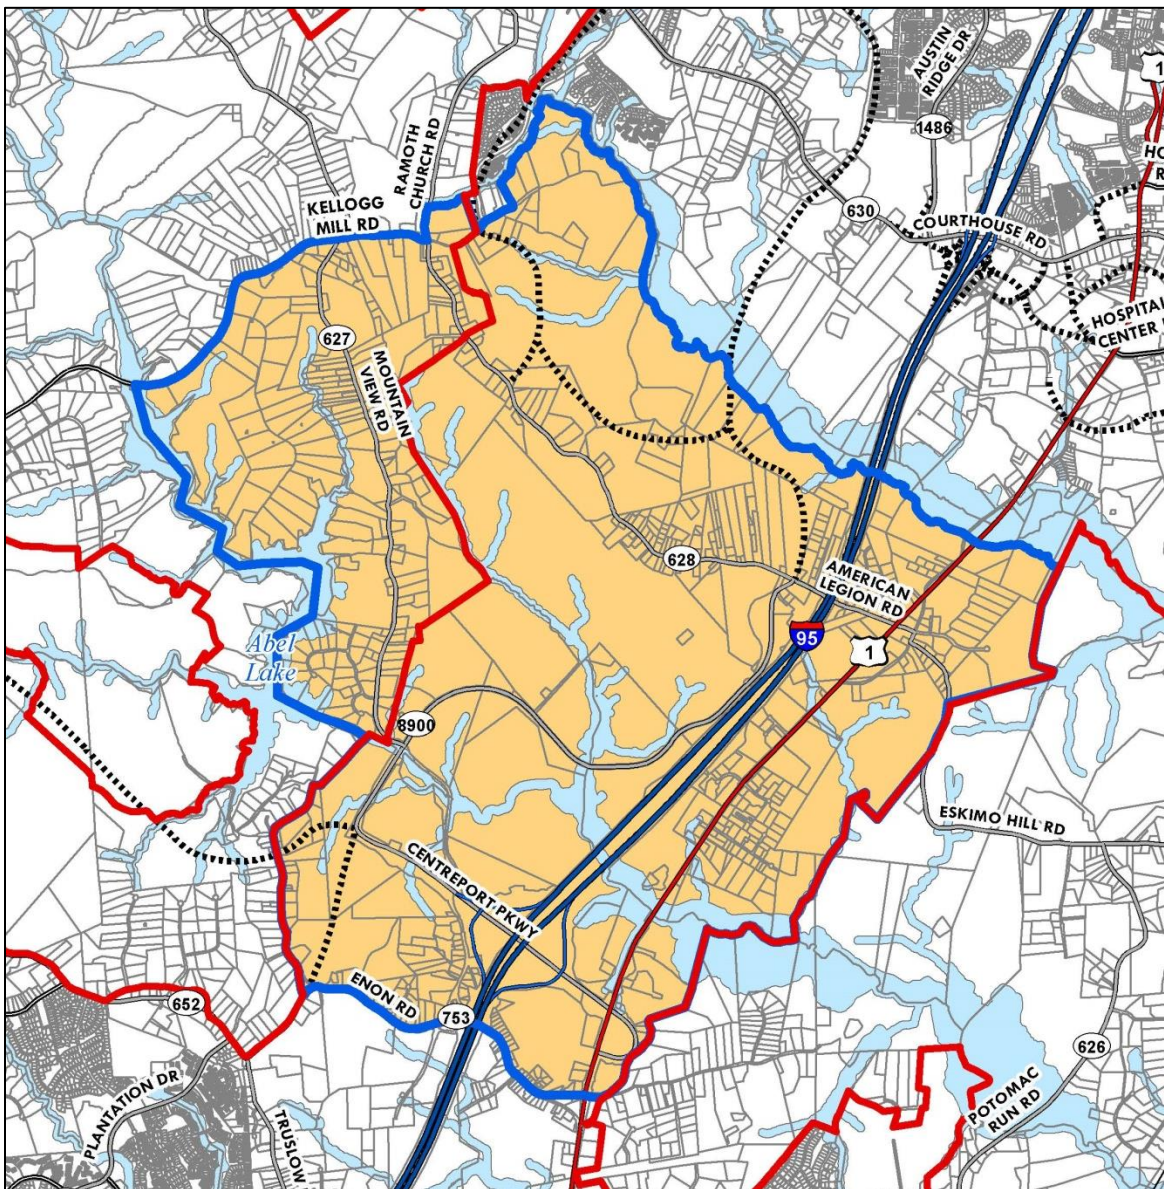 AUSTIN
RIDGE DR
1
1486
HO
R
RAMOTH
CHURCH RD
KELLOGG
MILL RD
630
COURTHOUSE RD
HOSPITAL
CENTER
627
MOUNTAIN
VIEW RD
628
AMERICAN
LEGION RD
95
1
Abel
Lake
8900
ESKIMO HILL RD
CENTREPORT PKWY
ENON RD
753
652
626
PLANTATION DR
TRUSLOW
POTOMAC
RUN RD